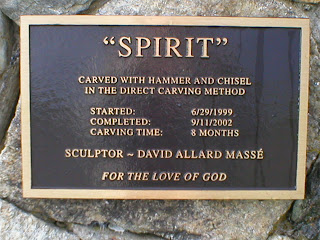 “SPIRIT”
CARVED WITH HAMMER AND CHISEL
IN THE DIRECT CARVING METHOD
STARTED: 6/29/1999
COMPLETED: 9/11/2002
CARVING TIME: 8 MONTHS
SCULPTOR ~ DAVID ALLARD MASSÉ
FOR THE LOVE OF GOD